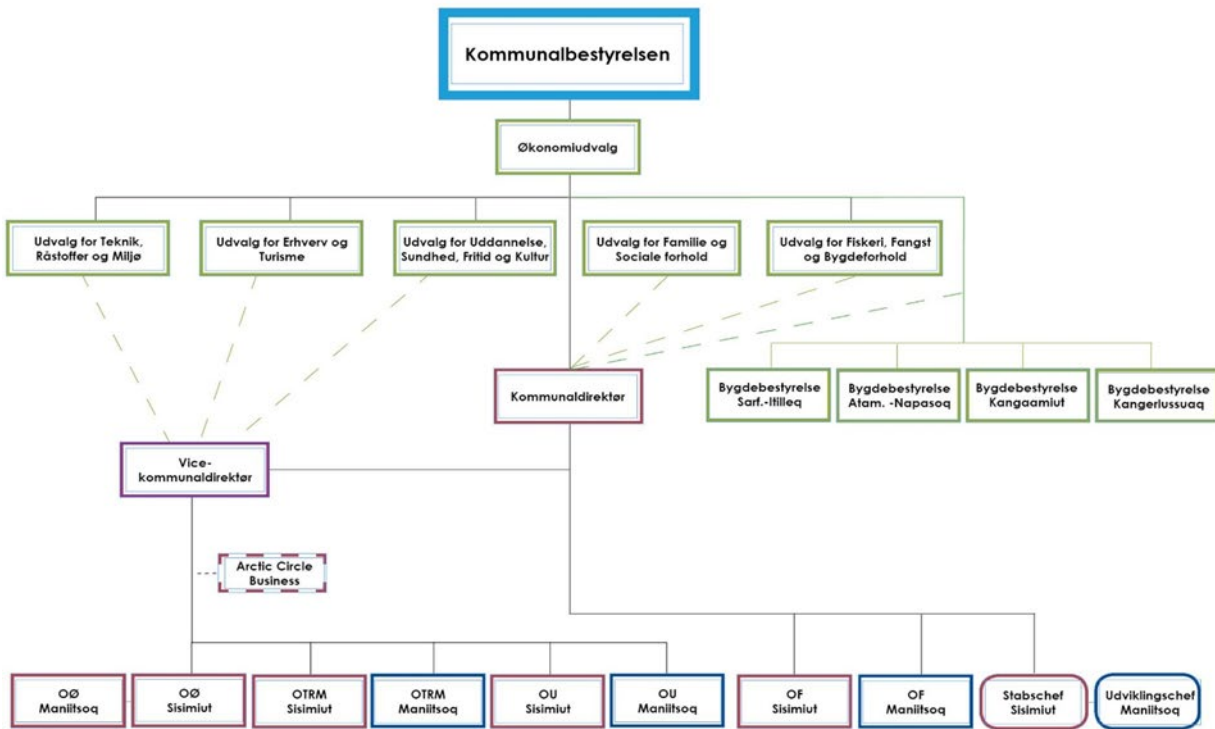 Kommunalbestyrelsen
Økonomiudvalg
Udvalg for Teknik,
Råstoffer og Miljø
Udvalg for Erhverv og
Turisme
Udvalg for Uddannelse,
Sundhed, Fritid og Kultur
Udvalg for Familie og
Sociale forhold
Udvalg for Fiskeri, Fangst
og Bygdeforhold
Kommunaldirektør
Bygdebestyrelse
Sarf.-Itilleq
Bygdebestyrelse
Atam. -Napasoq
Bygdebestyrelse
Kangaamiut
Bygdebestyrelse
Kangerlussuaq
Vice-
kommunaldirektør
Arctic Circle
Business
OØ
Maniitsoq
OØ
Sisimiut
OTRM
Sisimiut
OTRM
Maniitsoq
OU
Sisimiut
OU
Maniitsoq
OF
Sisimiut
OF
Maniitsoq
Stabschef
Sisimiut
Udviklingschef
Maniitsoq